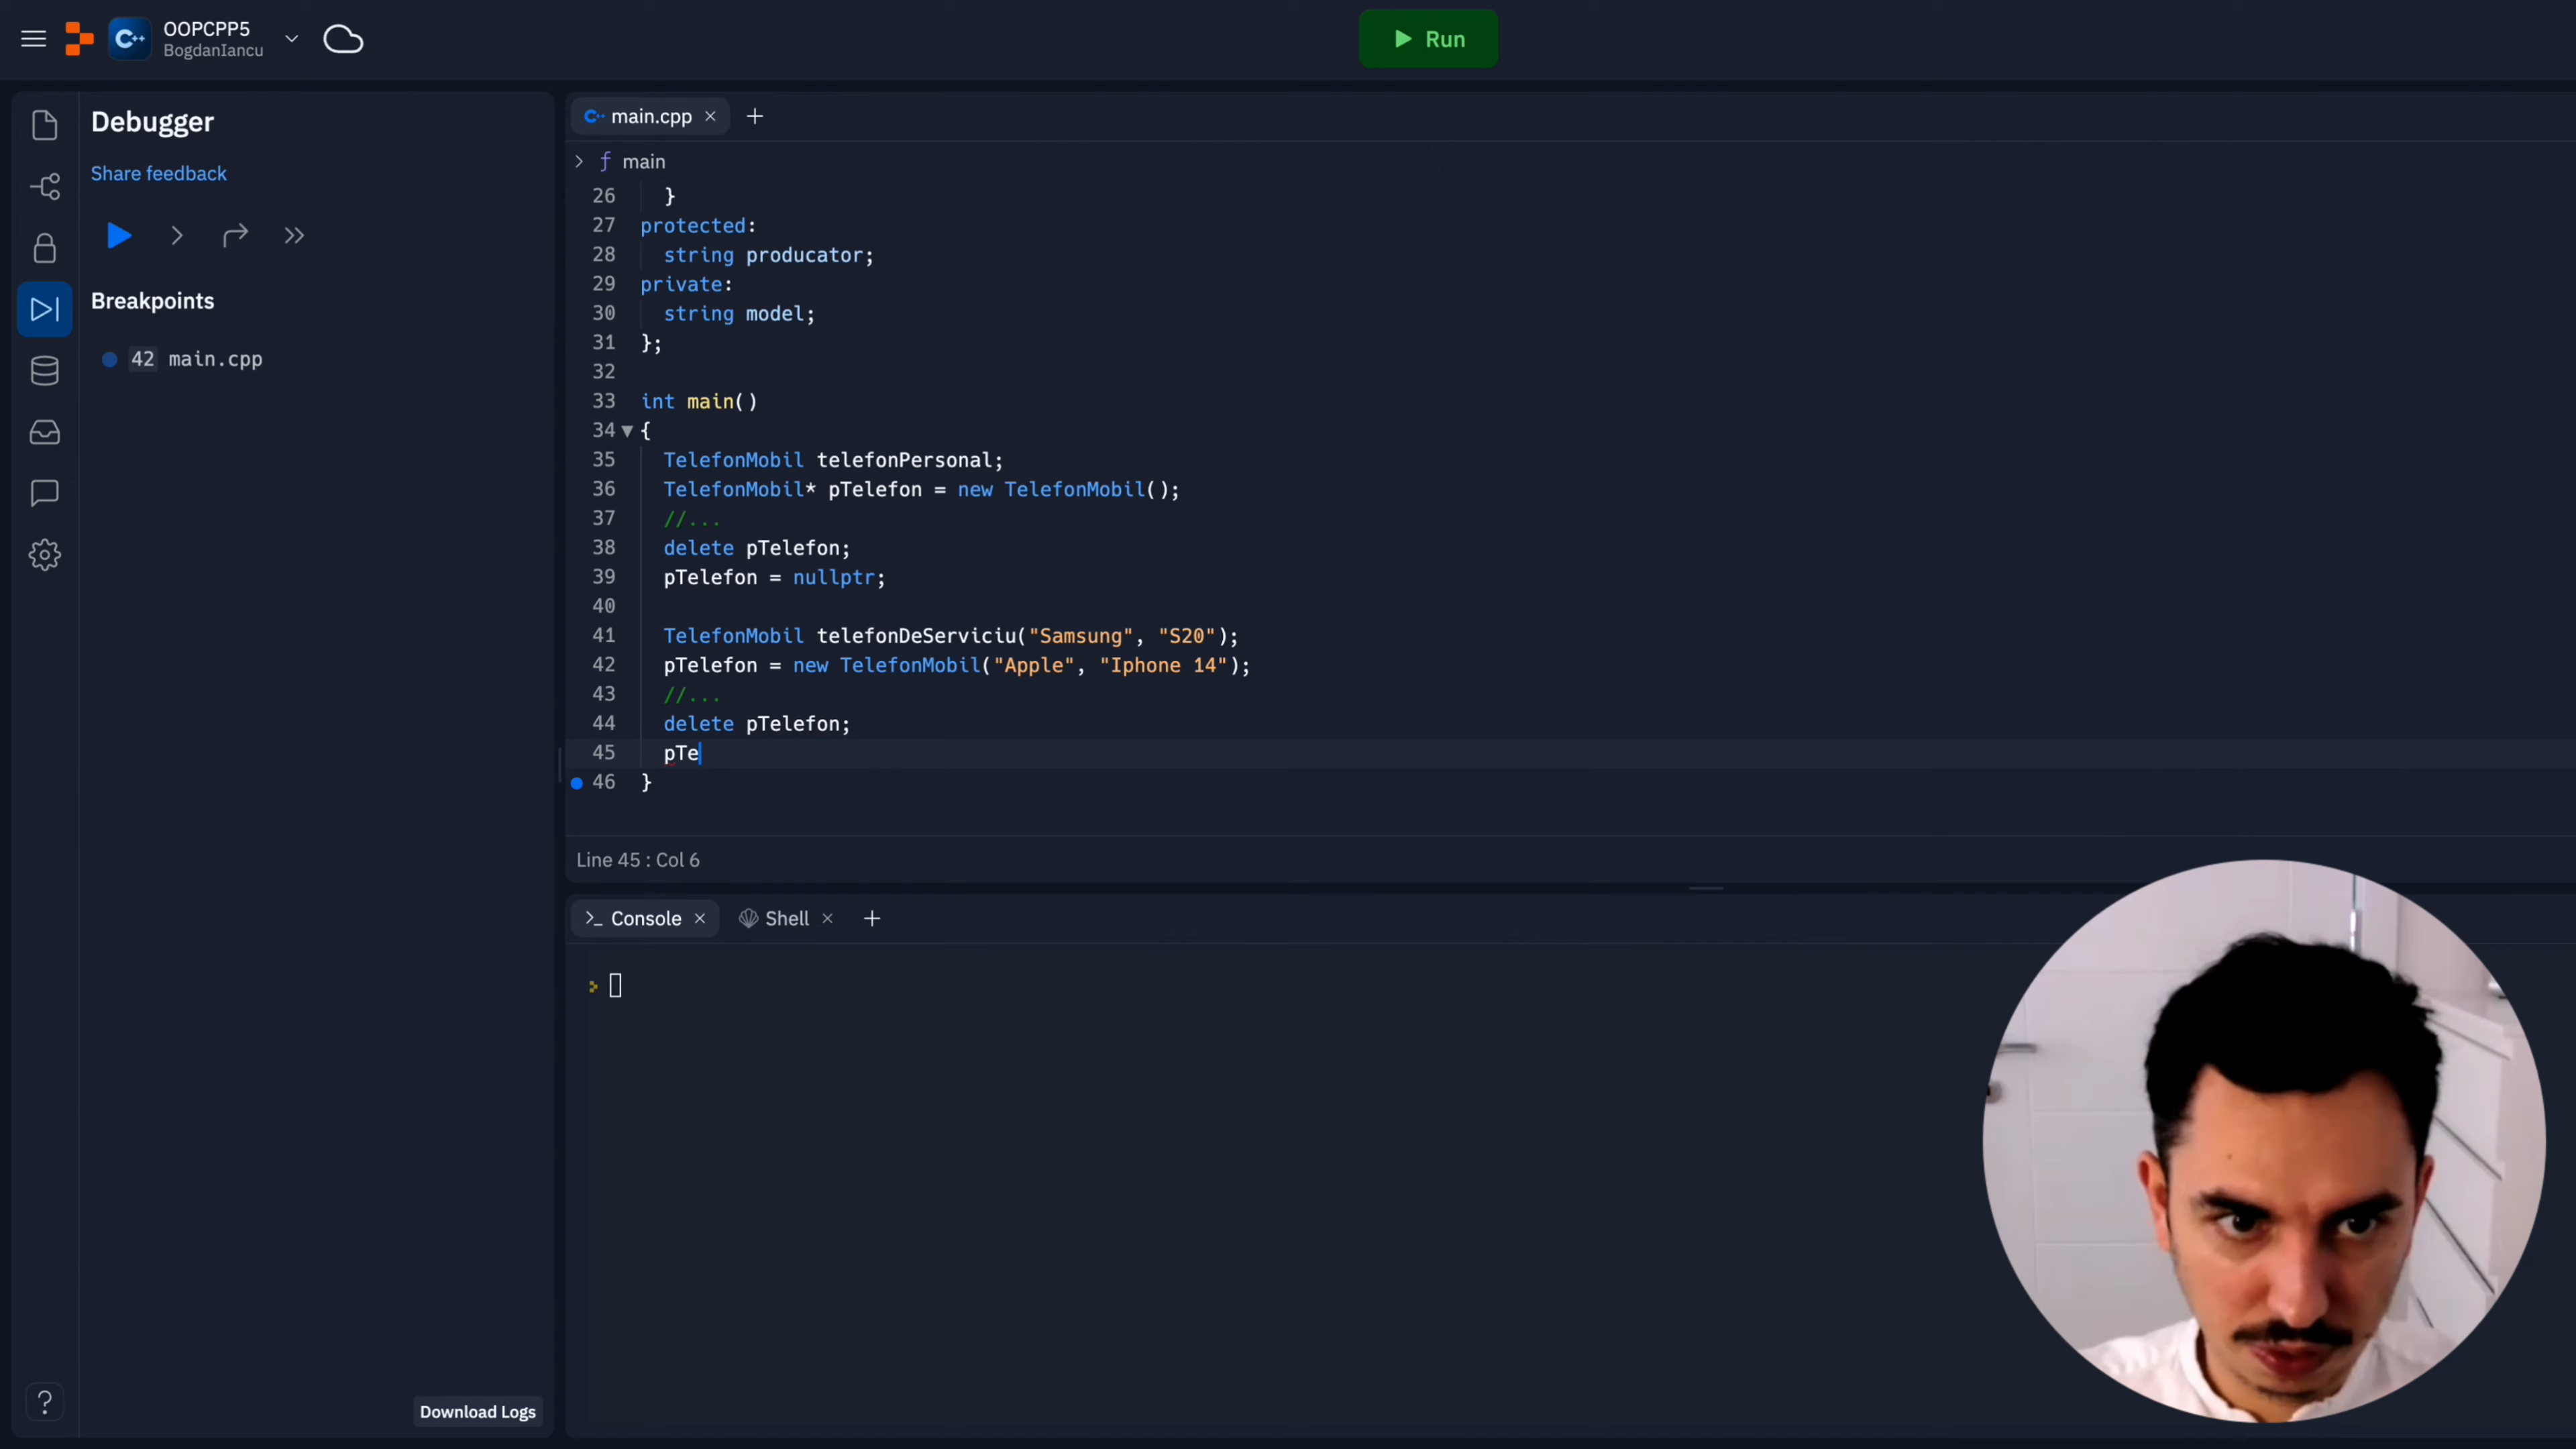 OOPCPP5
BogdanIancu
Run
Debugger
Share feedback
Breakpoints
42 main.cpp
Download Logs
main.cpp
main
26 }
27 protected:
28 string producator;
29 private:
30 string model;
31 };
32
33 int main()
34 {
35 TelefonMobil telefonPersonal;
36 TelefonMobil* pTelefon = new TelefonMobil();
37 //...
38 delete pTelefon;
39 pTelefon = nullptr;
40
41 TelefonMobil telefonDeServiciu("Samsung", "S20");
42 pTelefon = new TelefonMobil("Apple", "Iphone 14");
43 //...
44 delete pTelefon;
45 pTe
46 }
Line 45 : Col 6
Console
Shell